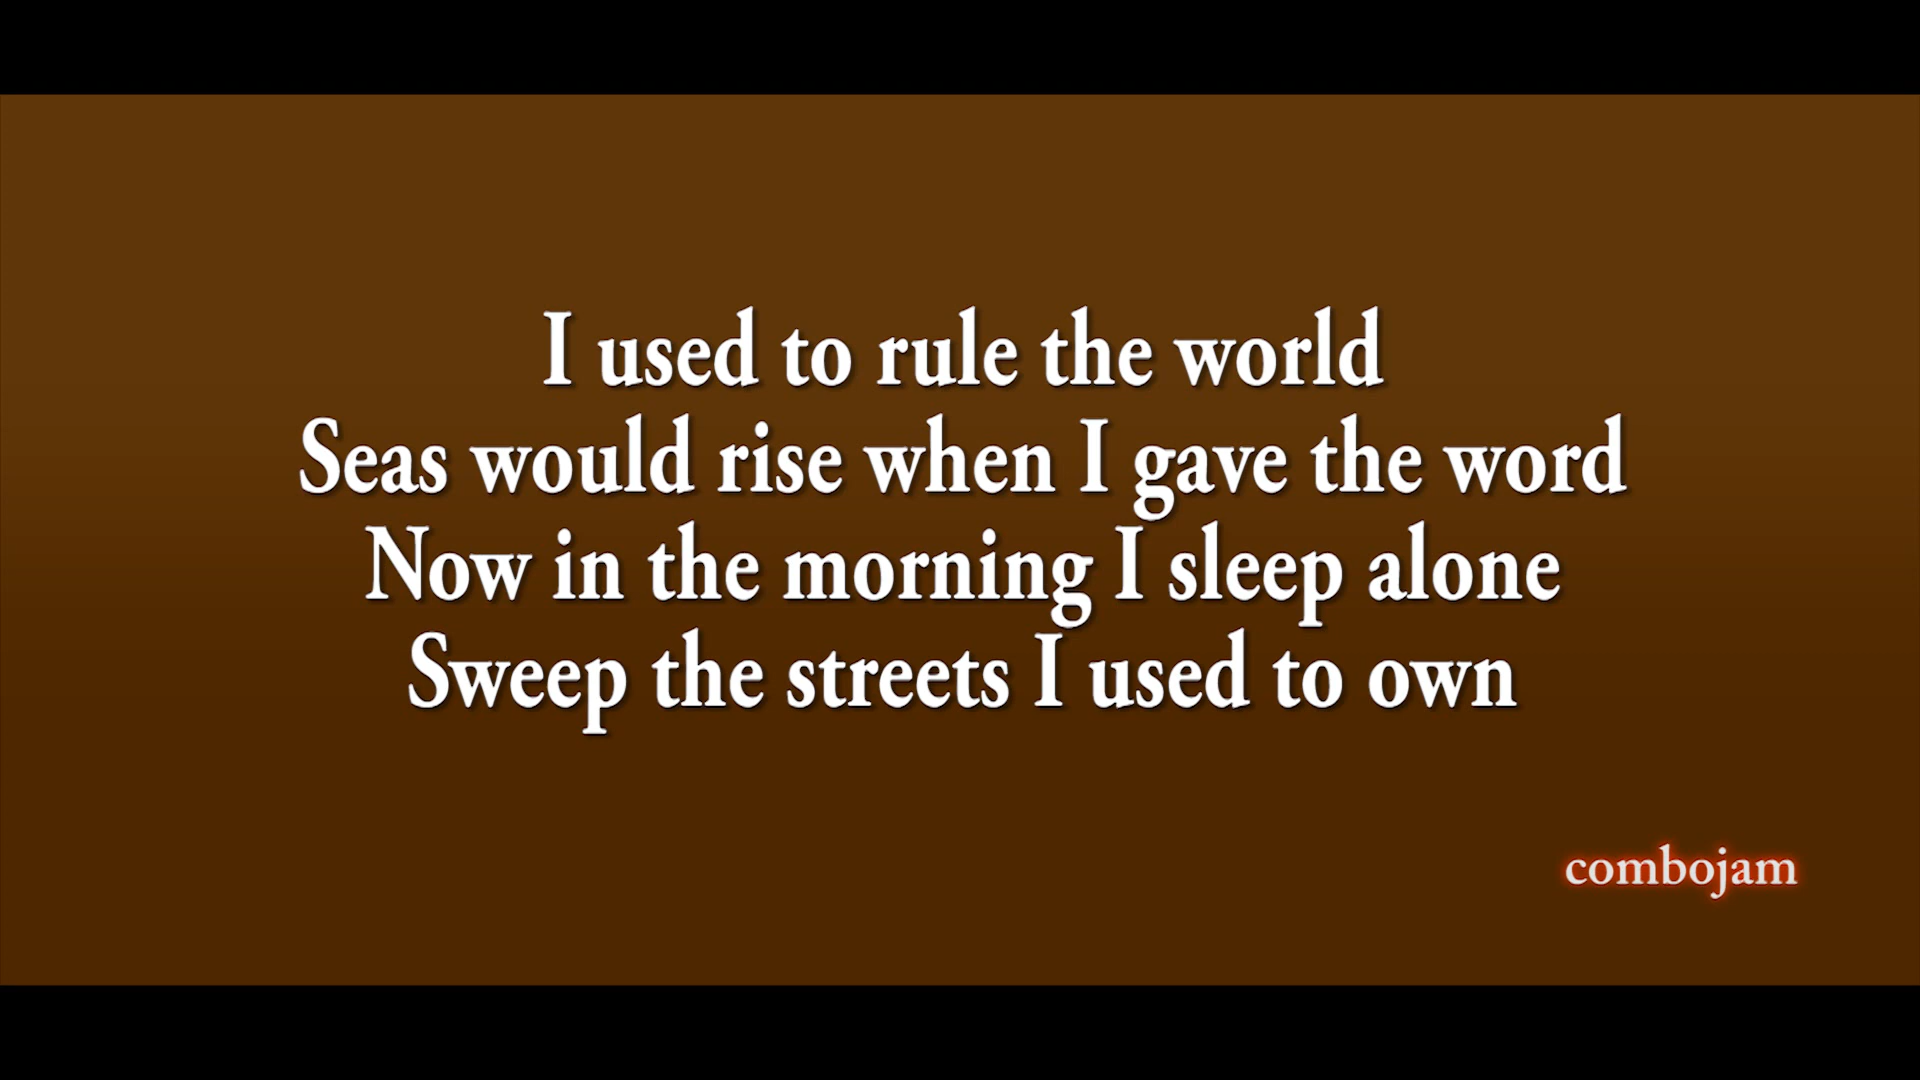 I used to rule the world
Seas would rise when I gave the word
Now in the morning I sleep alone
Sweep the streets I used to own
combojam